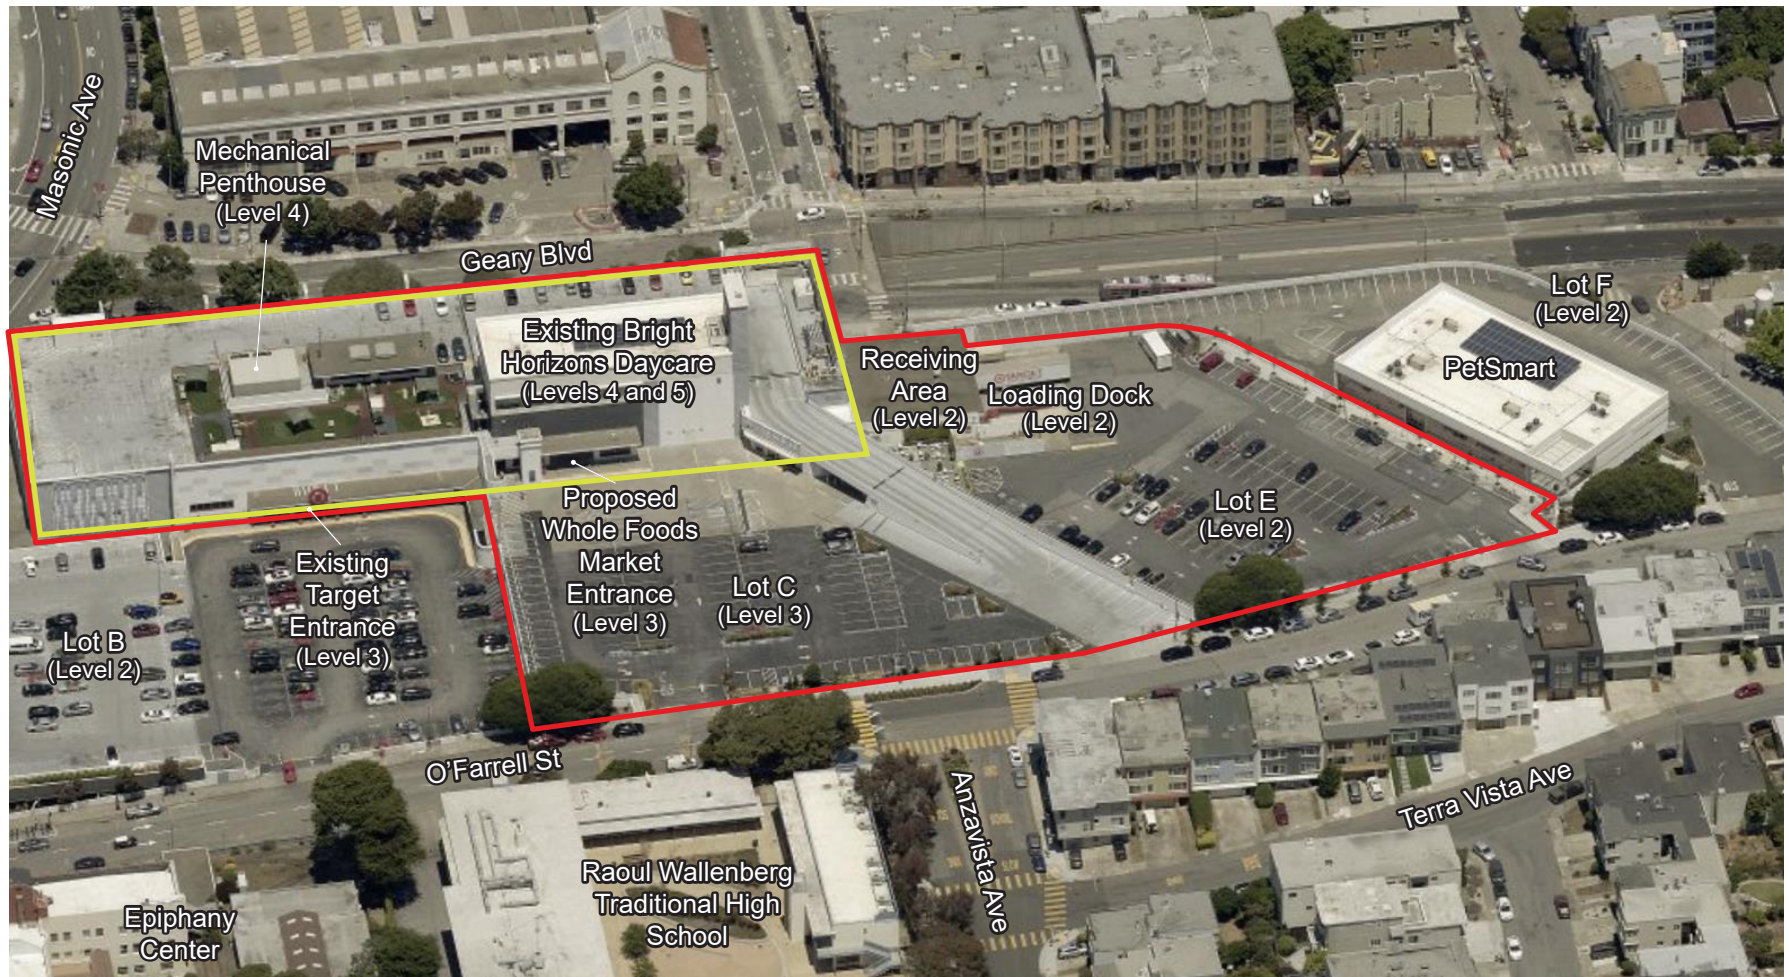 Masonic Ave
Mechanical
Penthouse
(Level 4)
Geary Blvd
Existing Bright
Horizons Daycare
(Levels 4 and 5)
Receiving
Area
(Level 2)
Loading Dock
(Level 2)
Lot F
(Level 2)
PetSmart
Lot E
(Level 2)
Proposed
Whole Foods
Market
Entrance
(Level 3)
Lot C
(Level 3)
Existing
Target
Entrance
(Level 3)
Lot B
(Level 2)
O'Farrell St
Anzavista Ave
Terra Vista Ave
Raoul Wallenberg
Traditional High
School
Epiphany
Center